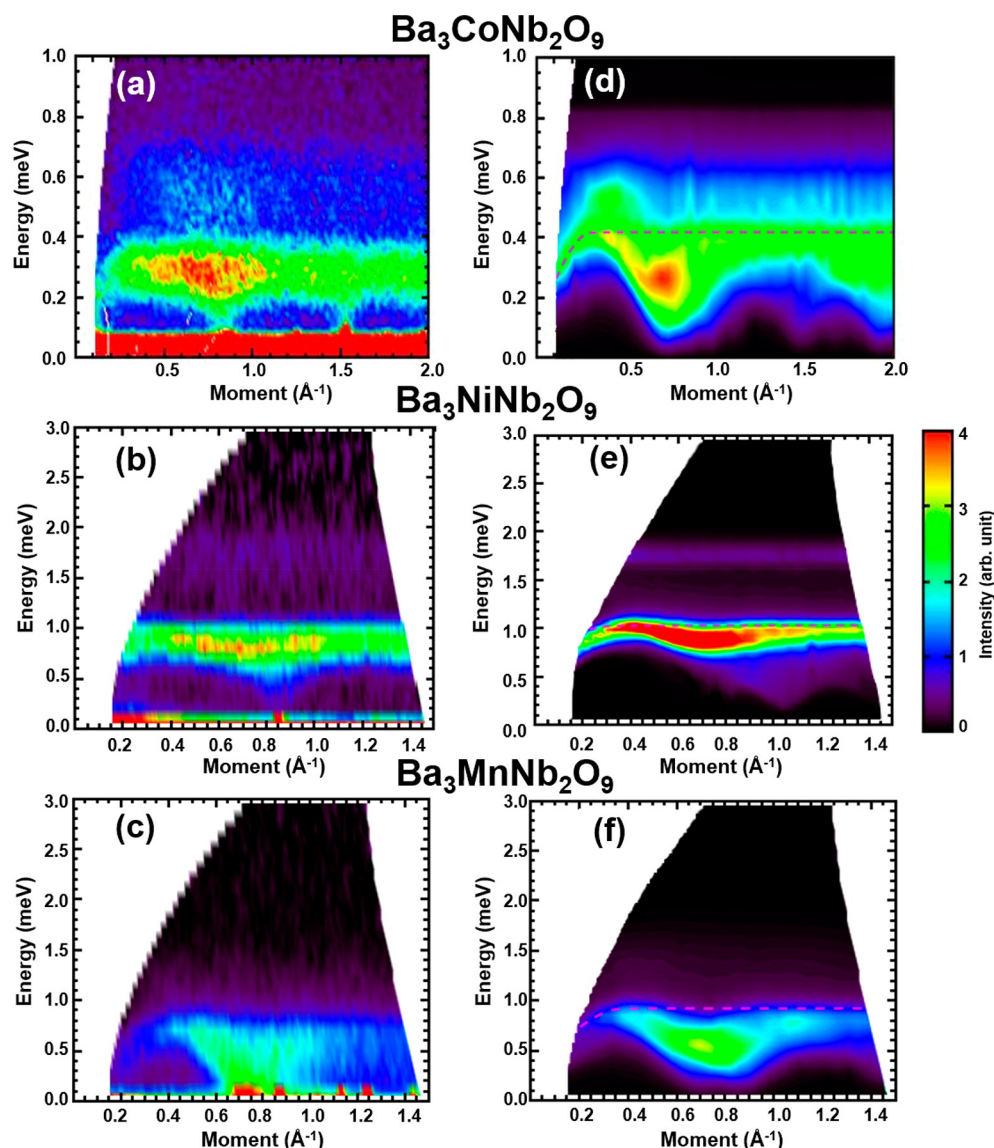 Ba₃CoNb₂O₉
(a)
1.0
0.8
0.6
0.4
0.2
0.0
Energy (meV)
0.5
1.0
1.5
2.0
Moment (Å⁻¹)
(d)
1.0
0.8
0.6
0.4
0.2
0.0
Energy (meV)
0.5
1.0
1.5
2.0
Moment (Å⁻¹)
Ba₃NiNb₂O₉
(b)
3.0
2.5
2.0
1.5
1.0
0.5
0.0
Energy (meV)
0.2 0.4 0.6 0.8 1.0 1.2 1.4
Moment (Å⁻¹)
(e)
3.0
2.5
2.0
1.5
1.0
0.5
0.0
Energy (meV)
0.2 0.4 0.6 0.8 1.0 1.2 1.4
Moment (Å⁻¹)
4
3
2
1
0
Intensity (arb. unit)
Ba₃MnNb₂O₉
(c)
3.0
2.5
2.0
1.5
1.0
0.5
0.0
Energy (meV)
0.2 0.4 0.6 0.8 1.0 1.2 1.4
Moment (Å⁻¹)
(f)
3.0
2.5
2.0
1.5
1.0
0.5
0.0
Energy (meV)
0.2 0.4 0.6 0.8 1.0 1.2 1.4
Moment (Å⁻¹)